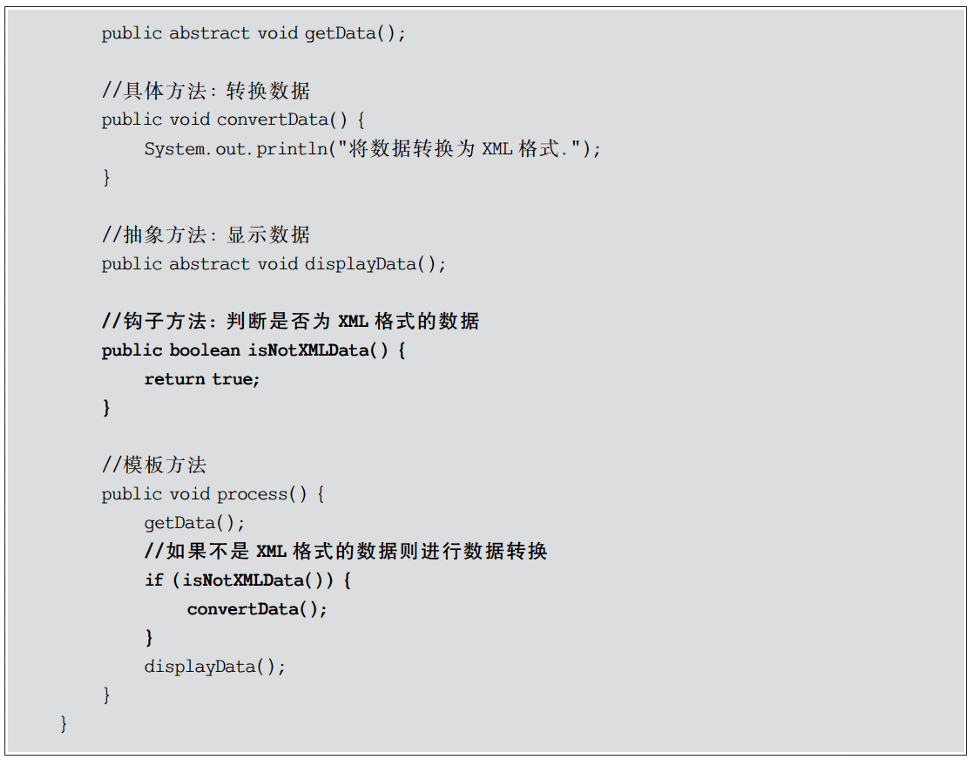 public abstract void getData();
//具体方法：转换数据
public void convertData() {
System.out.println("将数据转换为 XML 格式.");
}
//抽象方法：显示数据
public abstract void displayData();
//钩子方法：判断是否为 XML 格式的数据
public boolean isNotXMLData() {
return true;
}
//模板方法
public void process() {
getData();
//如果不是 XML 格式的数据则进行数据转换
if (isNotXMLData()) {
convertData();
}
displayData();
}
}